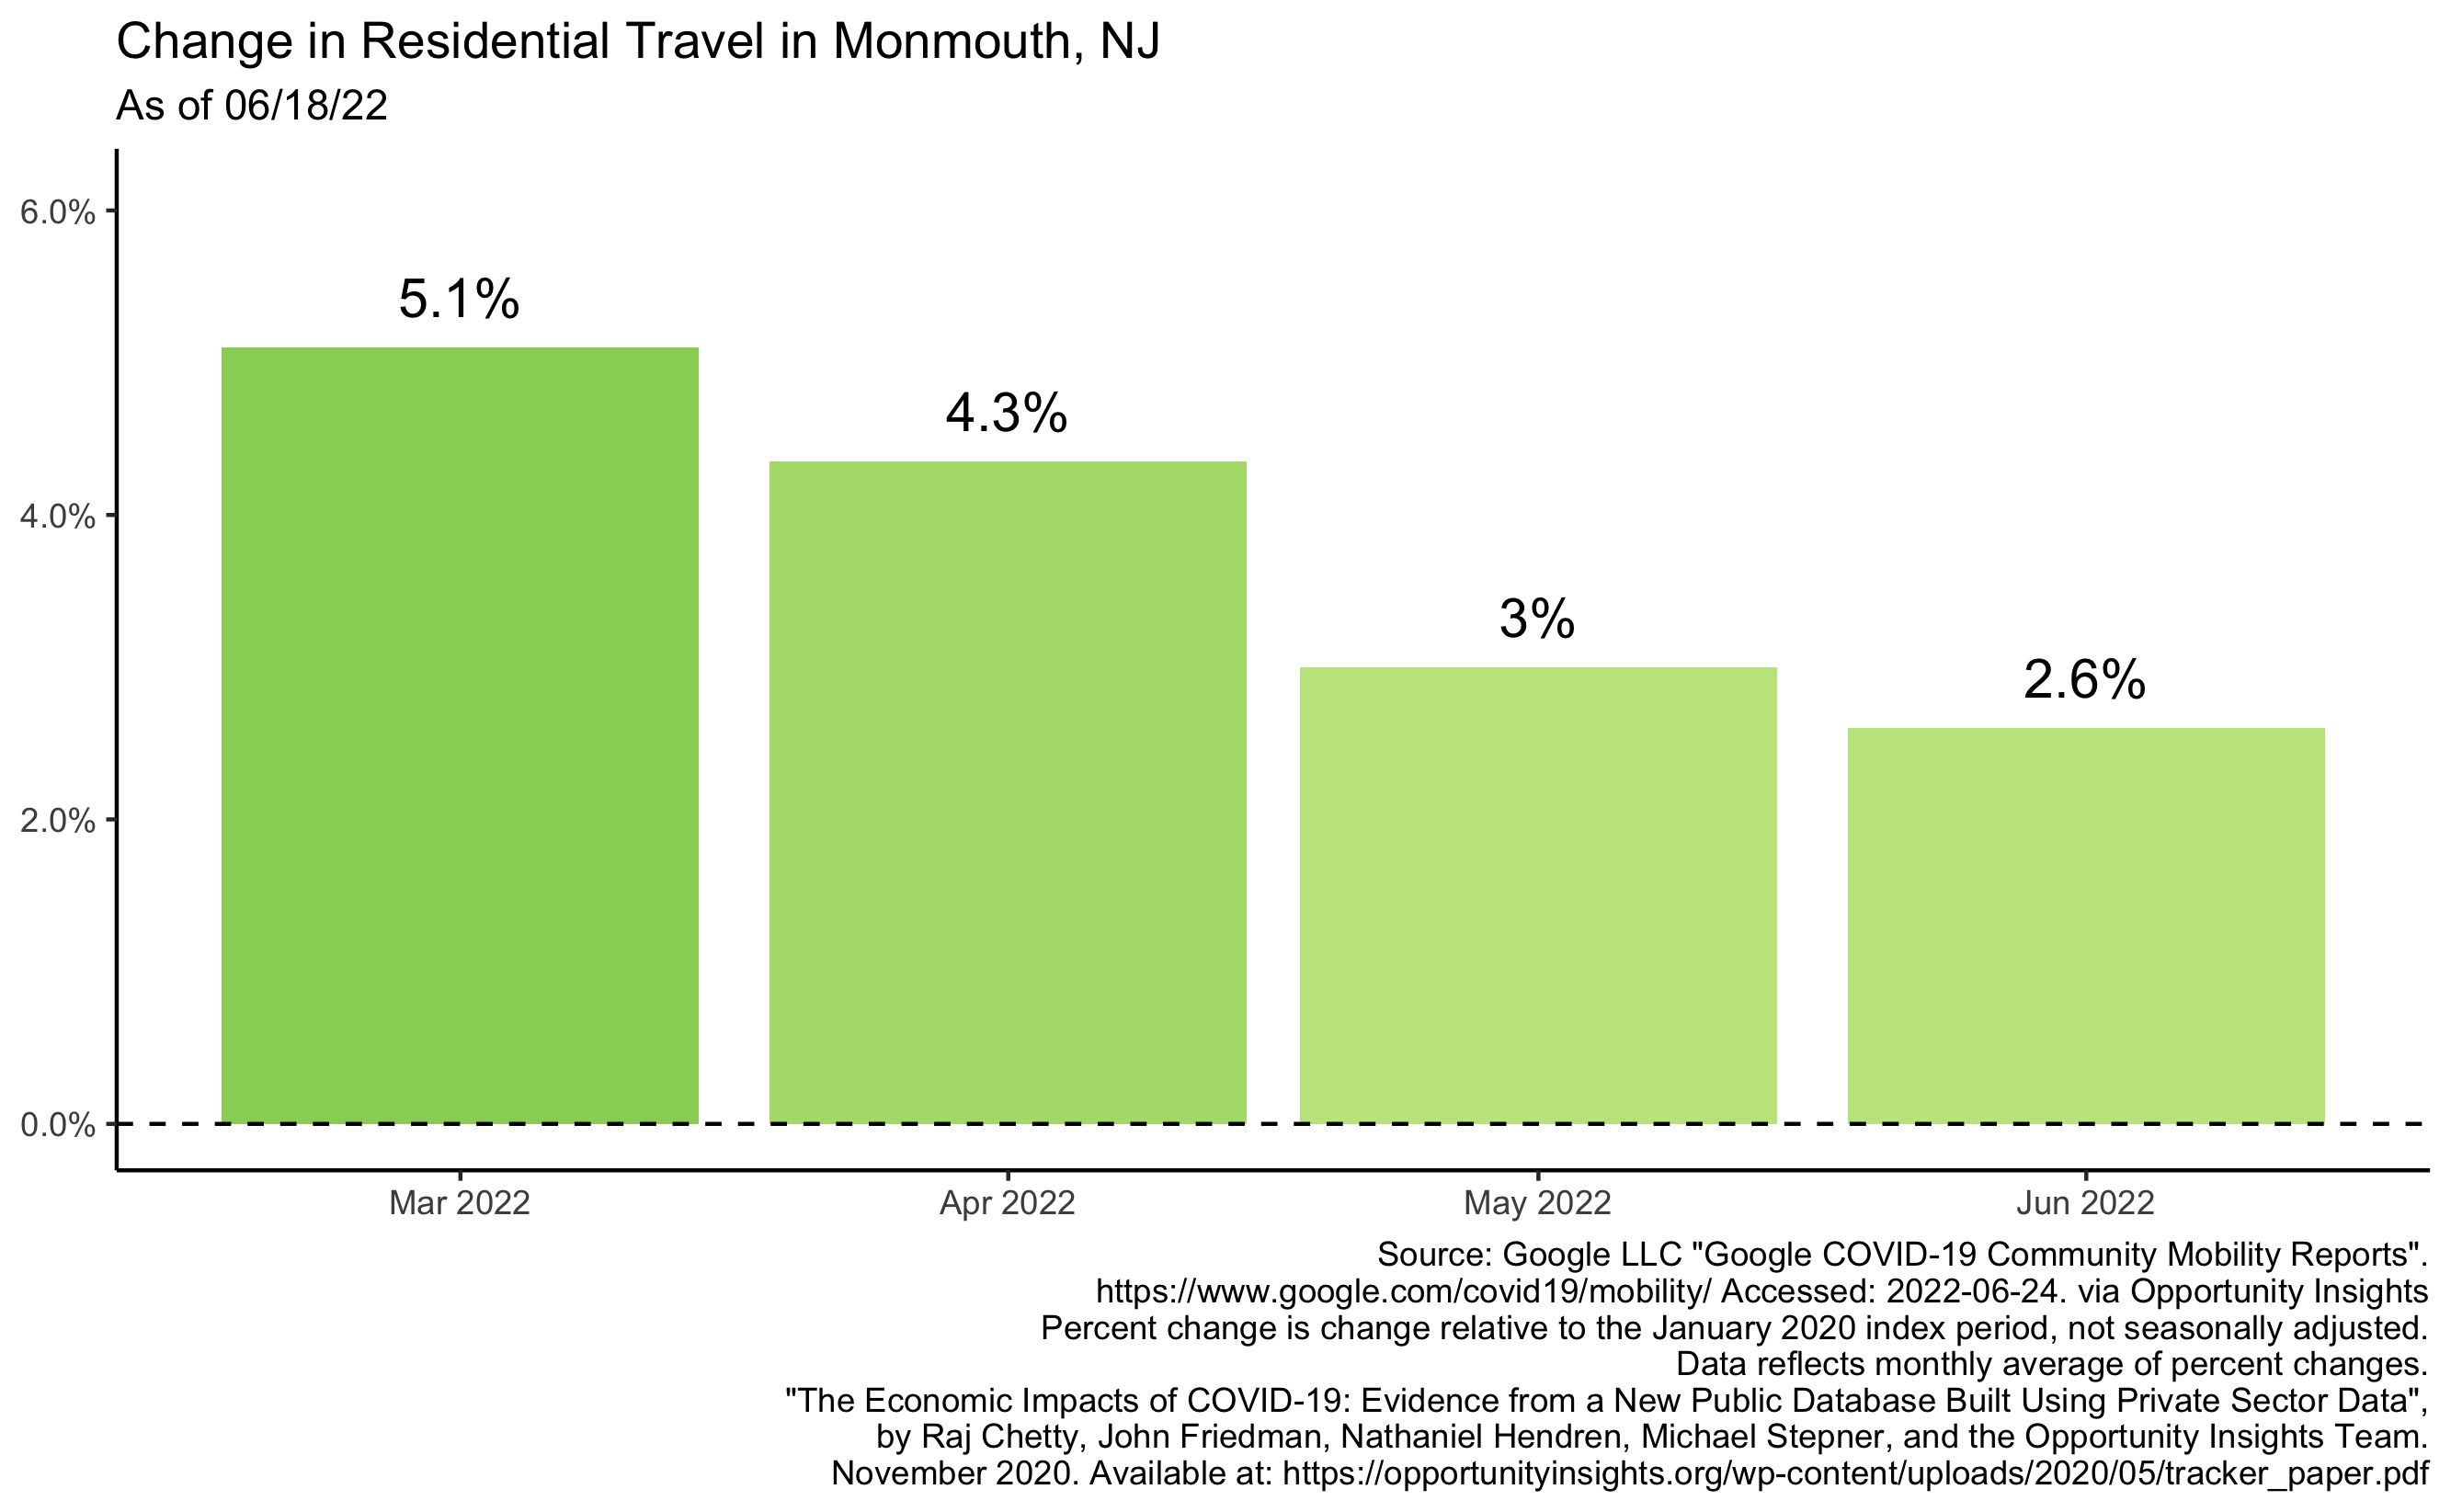 Change in Residential Travel in Monmouth, NJ
As of 06/18/22
6.0%
4.0%
2.0%
0.0%
5.1%
4.3%
3%
2.6%
Mar 2022
Apr 2022
May 2022
Jun 2022
Source: Google LLC "Google COVID-19 Community Mobility Reports".
https://www.google.com/covid19/mobility/ Accessed: 2022-06-24. via Opportunity Insights
Percent change is change relative to the January 2020 index period, not seasonally adjusted.
Data reflects monthly average of percent changes.
"The Economic Impacts of COVID-19: Evidence from a New Public Database Built Using Private Sector Data",
by Raj Chetty, John Friedman, Nathaniel Hendren, Michael Stepner, and the Opportunity Insights Team.
November 2020. Available at: https://opportunityinsights.org/wp-content/uploads/2020/05/tracker_paper.pdf